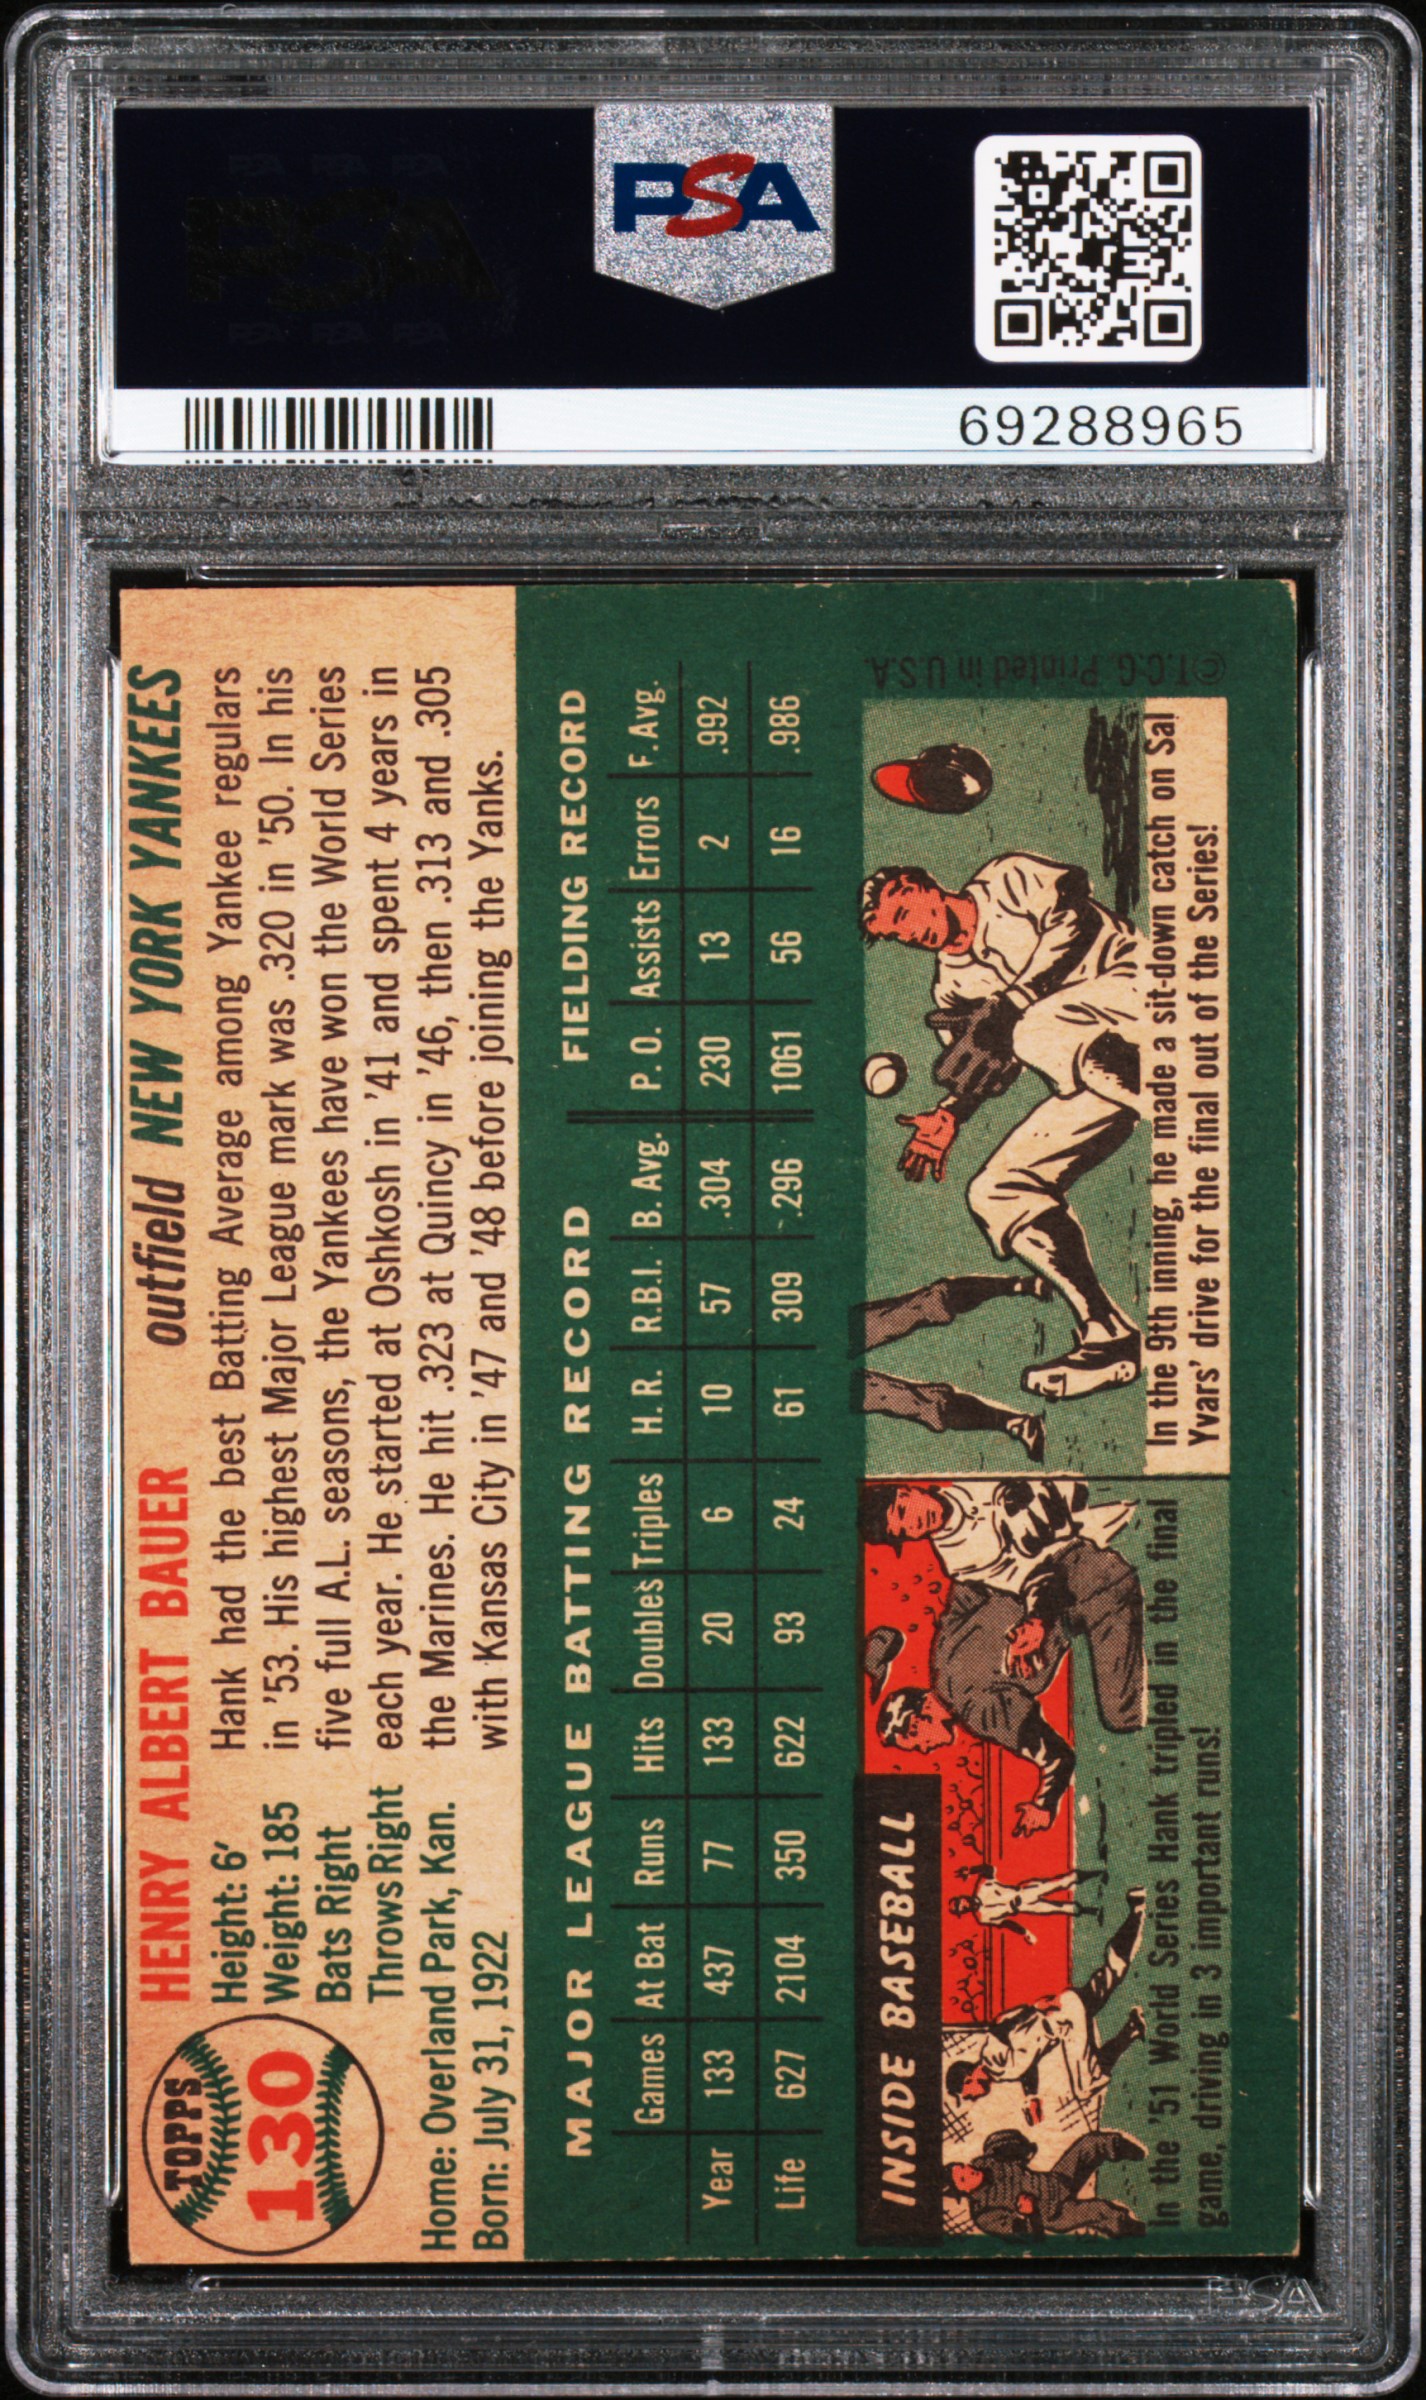 PSA
69288965
TOPPS
130
HENRY ALBERT BAUER outfield NEW YORK YANKEES
Height: 6'
Weight: 185
Bats Right
Throws Right
Home: Overland Park, Kan.
Born: July 31, 1922
Hank had the best Batting Average among Yankee regulars
in '53. His highest Major League mark was .320 in '50. In his
five full A.L. seasons, the Yankees have won the World Series
each year. He started at Oshkosh in '41 and spent 4 years in
the Marines. He hit .323 at Quincy in '46, then .313 and .305
with Kansas City in '47 and '48 before joining the Yanks.
MAJOR LEAGUE BATTING RECORD FIELDING RECORD
Games At Bat Runs Hits Doubles Triples H. R. R.B.I. B. Avg. P. O. Assists Errors F. Avg.
Year 133 437 77 133 20 6 10 57 .304 230 13 2 .992
Life 627 2104 350 622 93 24 61 309 .296 1061 56 16 .986
INSIDE BASEBALL
In the '51 World Series Hank tripled in the final
game, driving in 3 important runs!
In the 9th inning, he made a sit-down catch on Sal
Yvars' drive for the final out of the Series!
©T.C.G. Printed in U.S.A.
PSA